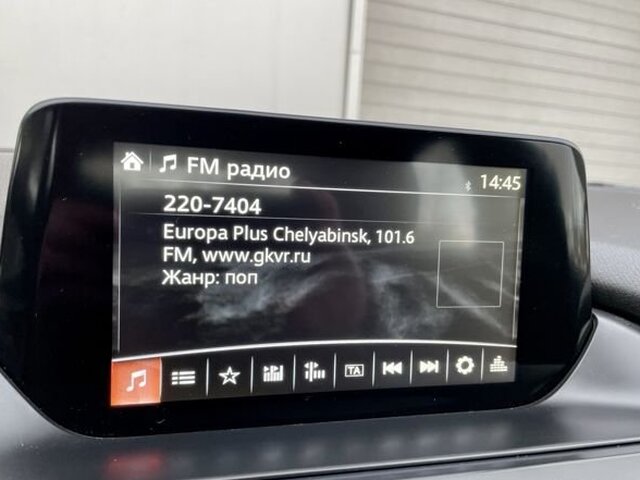 FM радио
14:45
220-7404
Europa Plus Chelyabinsk, 101.6
FM, www.gkvr.ru
Жанр: поп
TA